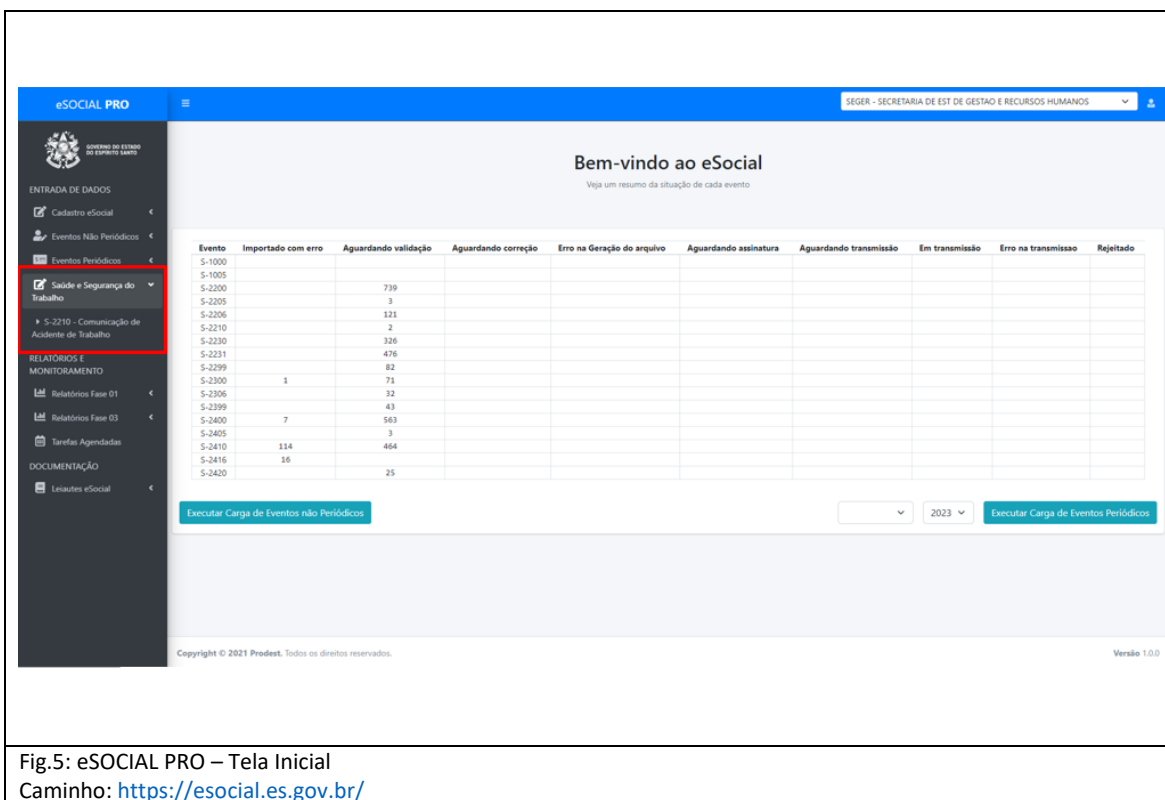 eSOCIAL PRO
SEGER - SECRETARIA DE EST DE GESTAO E RECURSOS HUMANOS
GOVERNO DO ESTADO
DO ESPÍRITO SANTO
ENTRADA DE DADOS
Cadastro eSocial
Eventos Não Periódicos
Eventos Periódicos
Saúde e Segurança do
Trabalho
S-2210 - Comunicação de
Acidente de Trabalho
RELATÓRIOS E
MONITORAMENTO
Relatórios Fase 01
Relatórios Fase 03
Tarefas Agendadas
DOCUMENTAÇÃO
Leiautes eSocial
Bem-vindo ao eSocial
Veja um resumo da situação de cada evento
Evento Importado com erro Aguardando validação Aguardando correção Erro na Geração do arquivo Aguardando assinatura Aguardando transmissão Em transmissão Erro na transmissao Rejeitado
S-1000
S-1005
S-2200 739
S-2205 3
S-2206 121
S-2210 2
S-2230 326
S-2231 476
S-2299 82
S-2300 1 71
S-2306 32
S-2399 43
S-2400 7 563
S-2405 3
S-2410 114 464
S-2416 16
S-2420 25
Executar Carga de Eventos não Periódicos 2023 Executar Carga de Eventos Periódicos
Copyright © 2021 Prodest. Todos os direitos reservados. Versão 1.0.0
Fig.5: eSOCIAL PRO – Tela Inicial
Caminho: https://esocial.es.gov.br/